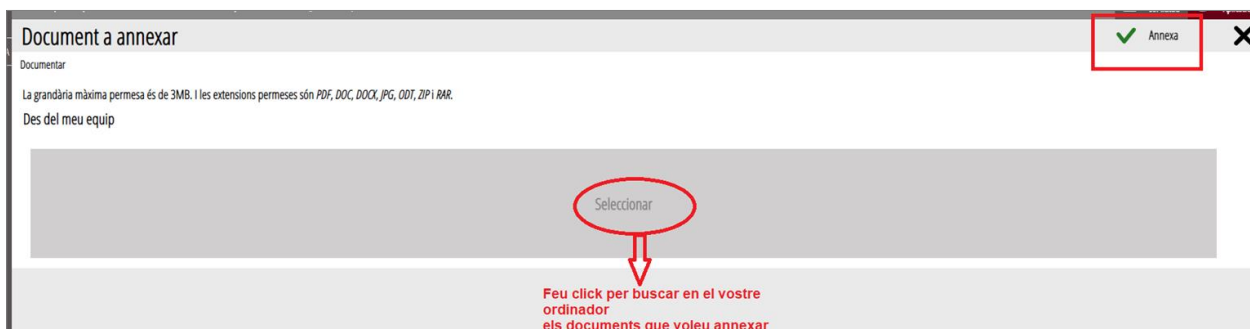 Document a annexar
Annexa
Documentar
La grandària màxima permesa és de 3MB. I les extensions permeses són PDF, DOC, DOCX, JPG, ODT, ZIP i RAR.
Des del meu equip
Seleccionar
Feu click per buscar en el vostre
ordinador
els documents que voleu annexar